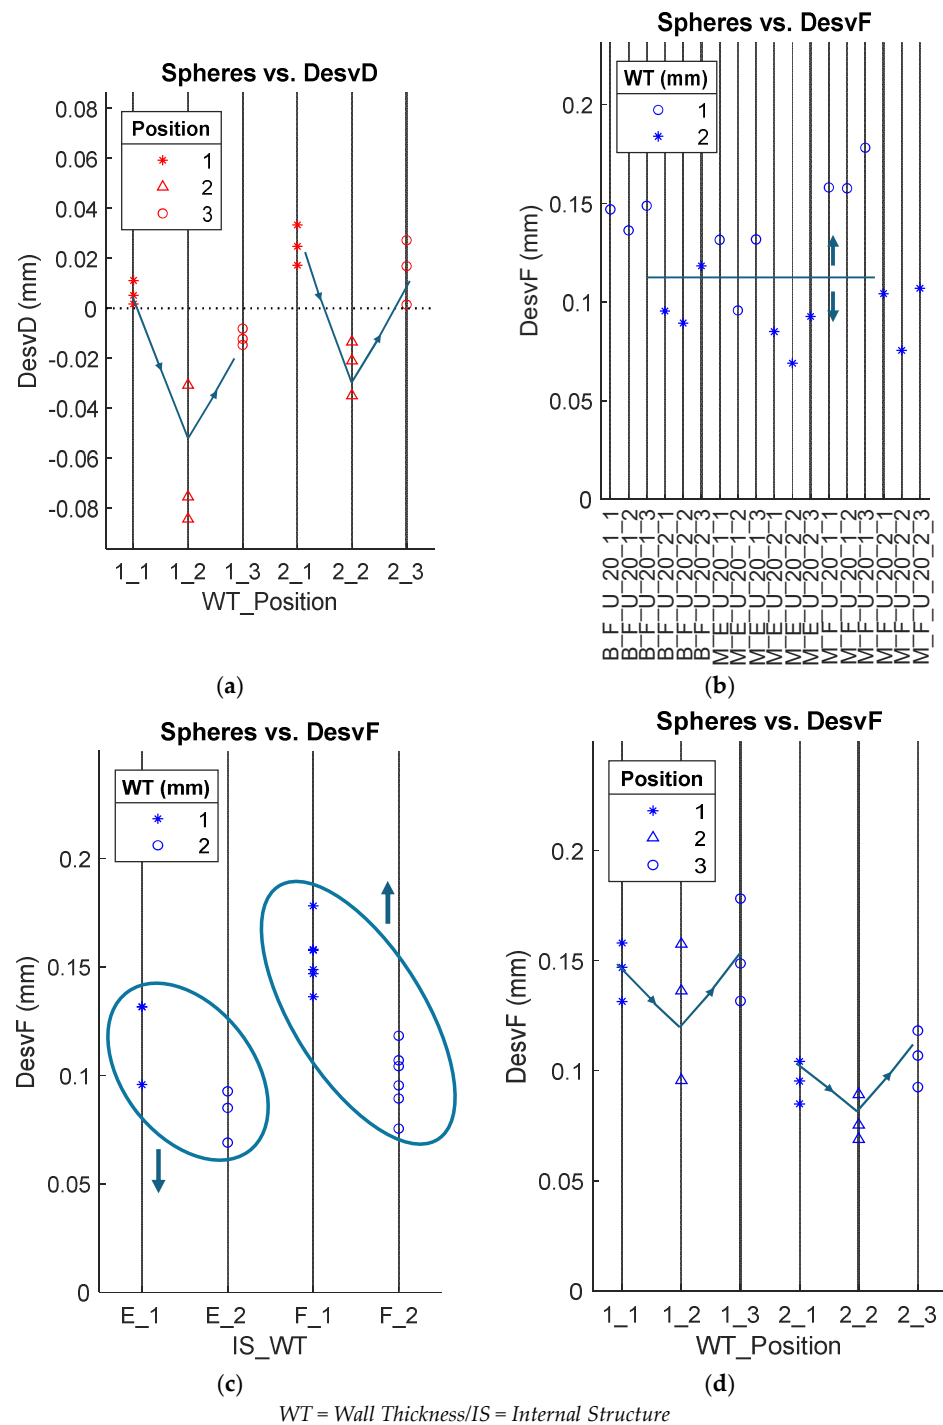 Spheres vs. DesvD
DesvD (mm)
0.08
0.06
0.04
0.02
0
-0.02
-0.04
-0.06
-0.08
Position
1
2
3
1_1 1_2 1_3 2_1 2_2 2_3
WT_Position
(a)
Spheres vs. DesvF
DesvF (mm)
0.2
0.15
0.1
0.05
0
WT (mm)
1
2
B_F_U_20_1_1
B_F_U_20_1_2
B_F_U_20_1_3
B_F_U_20_2_1
B_F_U_20_2_2
B_F_U_20_2_3
M_E_U_20_1_1
M_E_U_20_1_2
M_E_U_20_1_3
M_E_U_20_2_1
M_E_U_20_2_2
M_E_U_20_2_3
M_F_U_20_1_1
M_F_U_20_1_2
M_F_U_20_1_3
M_F_U_20_2_1
M_F_U_20_2_2
M_F_U_20_2_3
(b)
Spheres vs. DesvF
DesvF (mm)
0.2
0.15
0.1
0.05
0
WT (mm)
1
2
E_1 E_2 F_1 F_2
IS_WT
(c)
Spheres vs. DesvF
DesvF (mm)
0.2
0.15
0.1
0.05
0
Position
1
2
3
1_1 1_2 1_3 2_1 2_2 2_3
WT_Position
(d)
WT = Wall Thickness/IS = Internal Structure